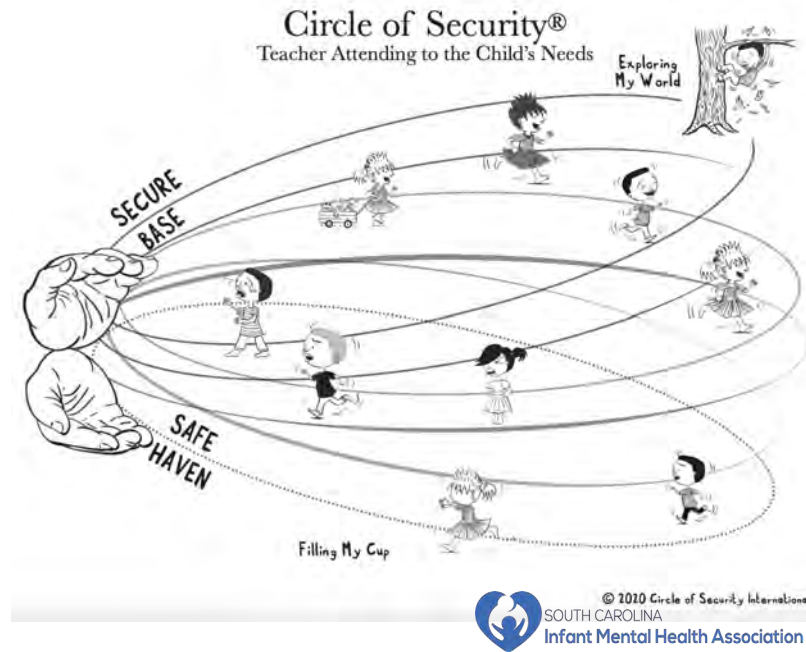 Circle of Security®
Teacher Attending to the Child's Needs
Exploring
My World
SECURE
BASE
SAFE
HAVEN
Filling My Cup
© 2020 Circle of Security Internationa
SOUTH CAROLINA
Infant Mental Health Association